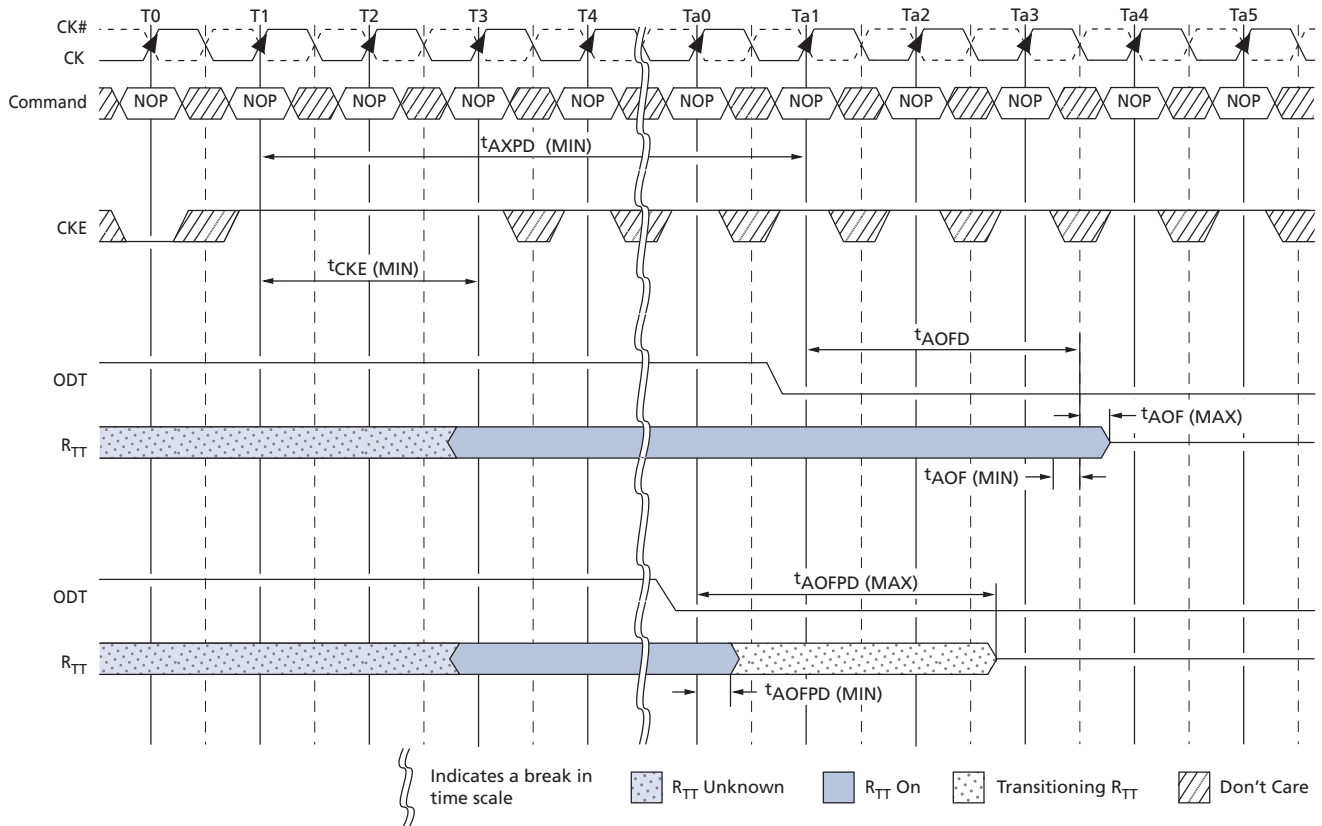 T0 T1 T2 T3 T4 Ta0 Ta1 Ta2 Ta3 Ta4 Ta5
CK#
CK
Command NOP NOP NOP NOP NOP NOP NOP NOP NOP NOP NOP
tAXPD (MIN)
CKE
tCKE (MIN)
tAOFD
ODT
tAOF (MAX)
RTT
tAOF (MIN)
tAOFPD (MAX)
ODT
RTT
tAOFPD (MIN)
Indicates a break in
time scale
RTT Unknown
RTT On
Transitioning RTT
Don't Care